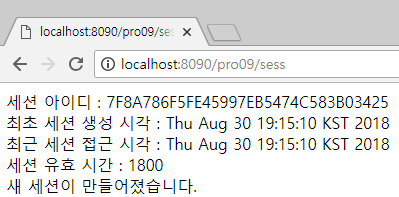 localhost:8090/pro09/ses
localhost:8090/pro09/sess
세션 아이디 : 7F8A786F5FE45997EB5474C583B03425
최초 세션 생성 시각 : Thu Aug 30 19:15:10 KST 2018
최근 세션 접근 시각 : Thu Aug 30 19:15:10 KST 2018
세션 유효 시간 : 1800
새 세션이 만들어졌습니다.